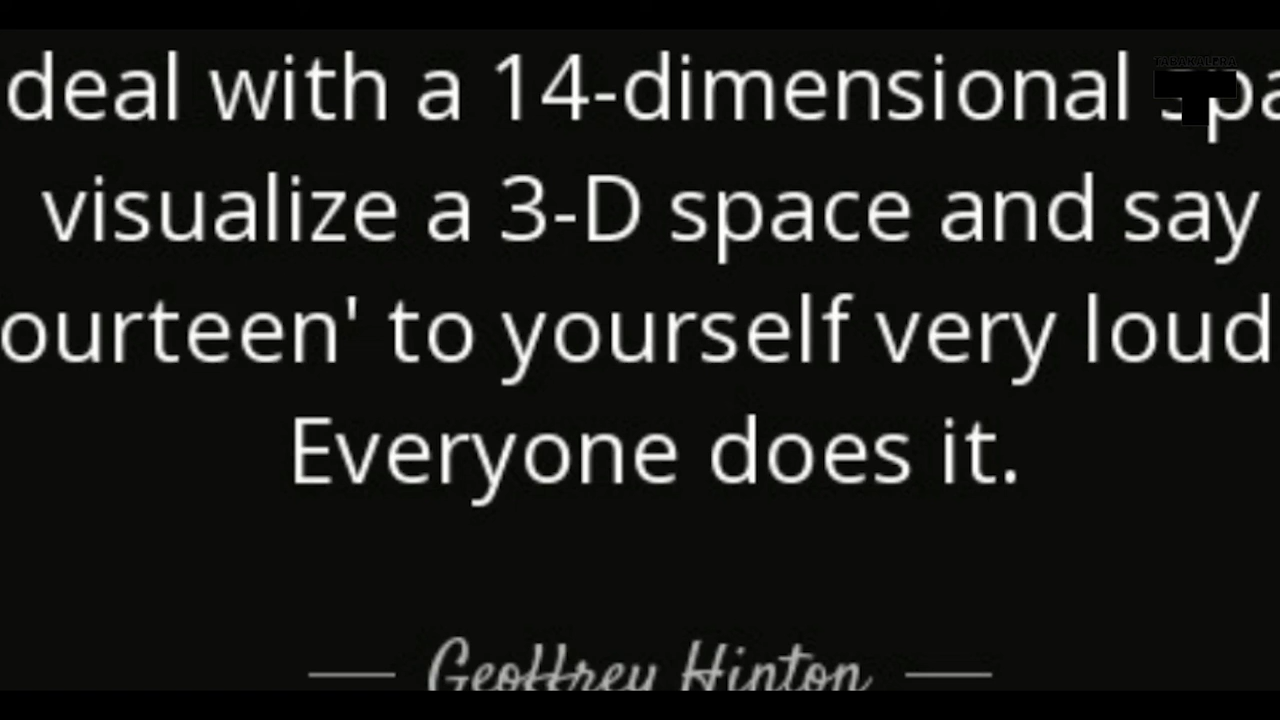 deal with a 14-dimensional spa
TABAKALERA
visualize a 3-D space and say
ourteen' to yourself very loud
Everyone does it.
Geoffrey Hinton